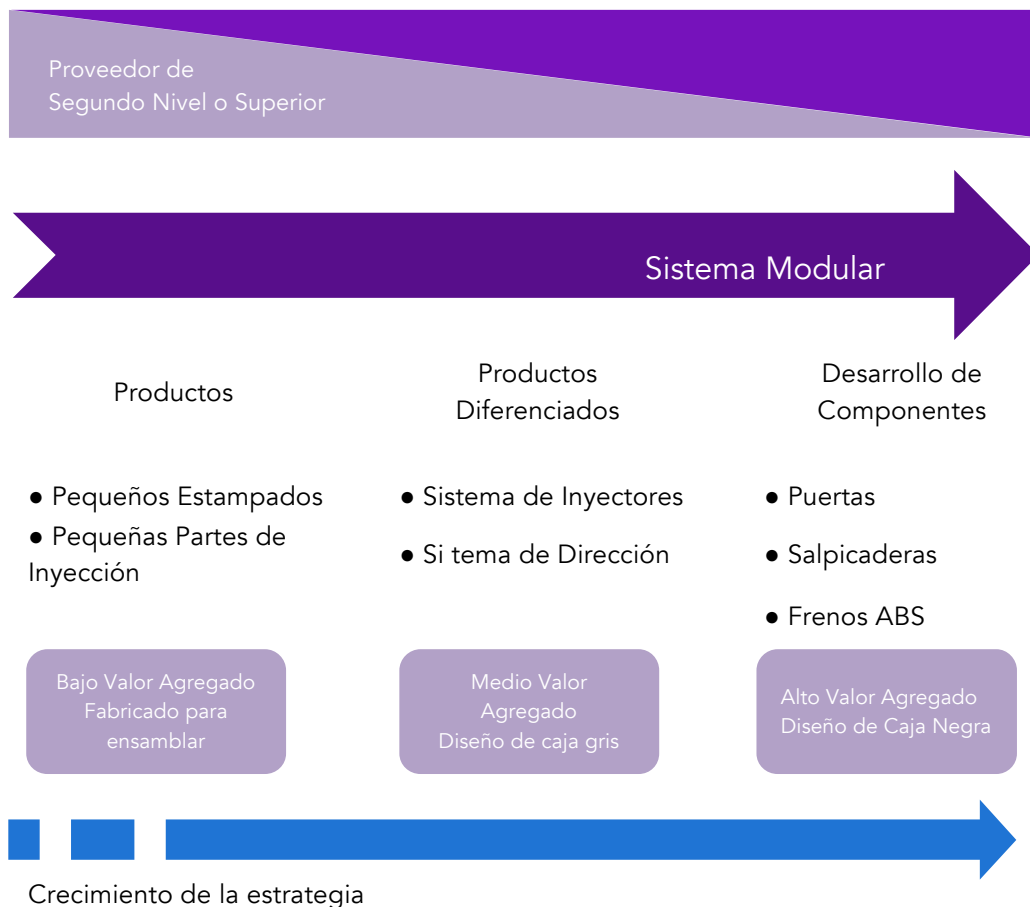 Proveedor de
Segundo Nivel o Superior
Sistema Modular
Productos
● Pequeños Estampados
● Pequeñas Partes de
Inyección
Bajo Valor Agregado
Fabricado para
ensamblar
Productos
Diferenciados
● Sistema de Inyectores
● Si tema de Dirección
Medio Valor
Agregado
Diseño de caja gris
Desarrollo de
Componentes
● Puertas
● Salpicaderas
● Frenos ABS
Alto Valor Agregado
Diseño de Caja Negra
Crecimiento de la estrategia